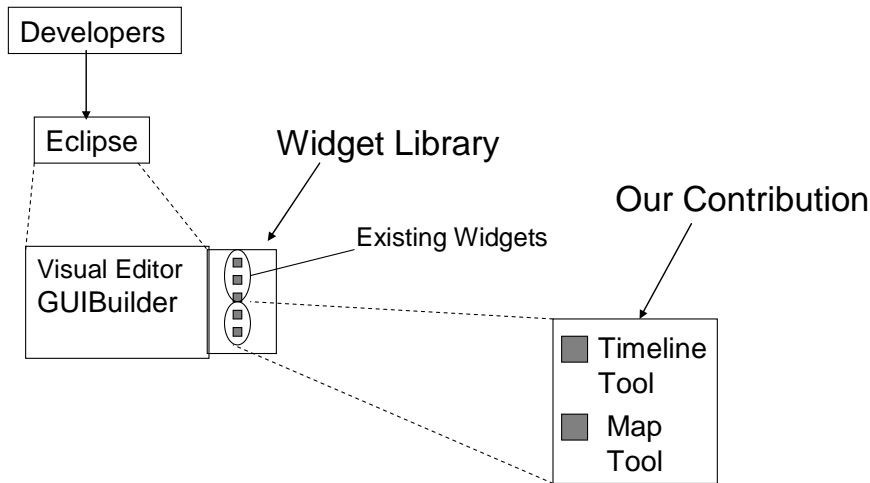 Developers
Eclipse
Widget Library
Our Contribution
Existing Widgets
Visual Editor
GUIBuilder
Timeline
Tool
Map
Tool